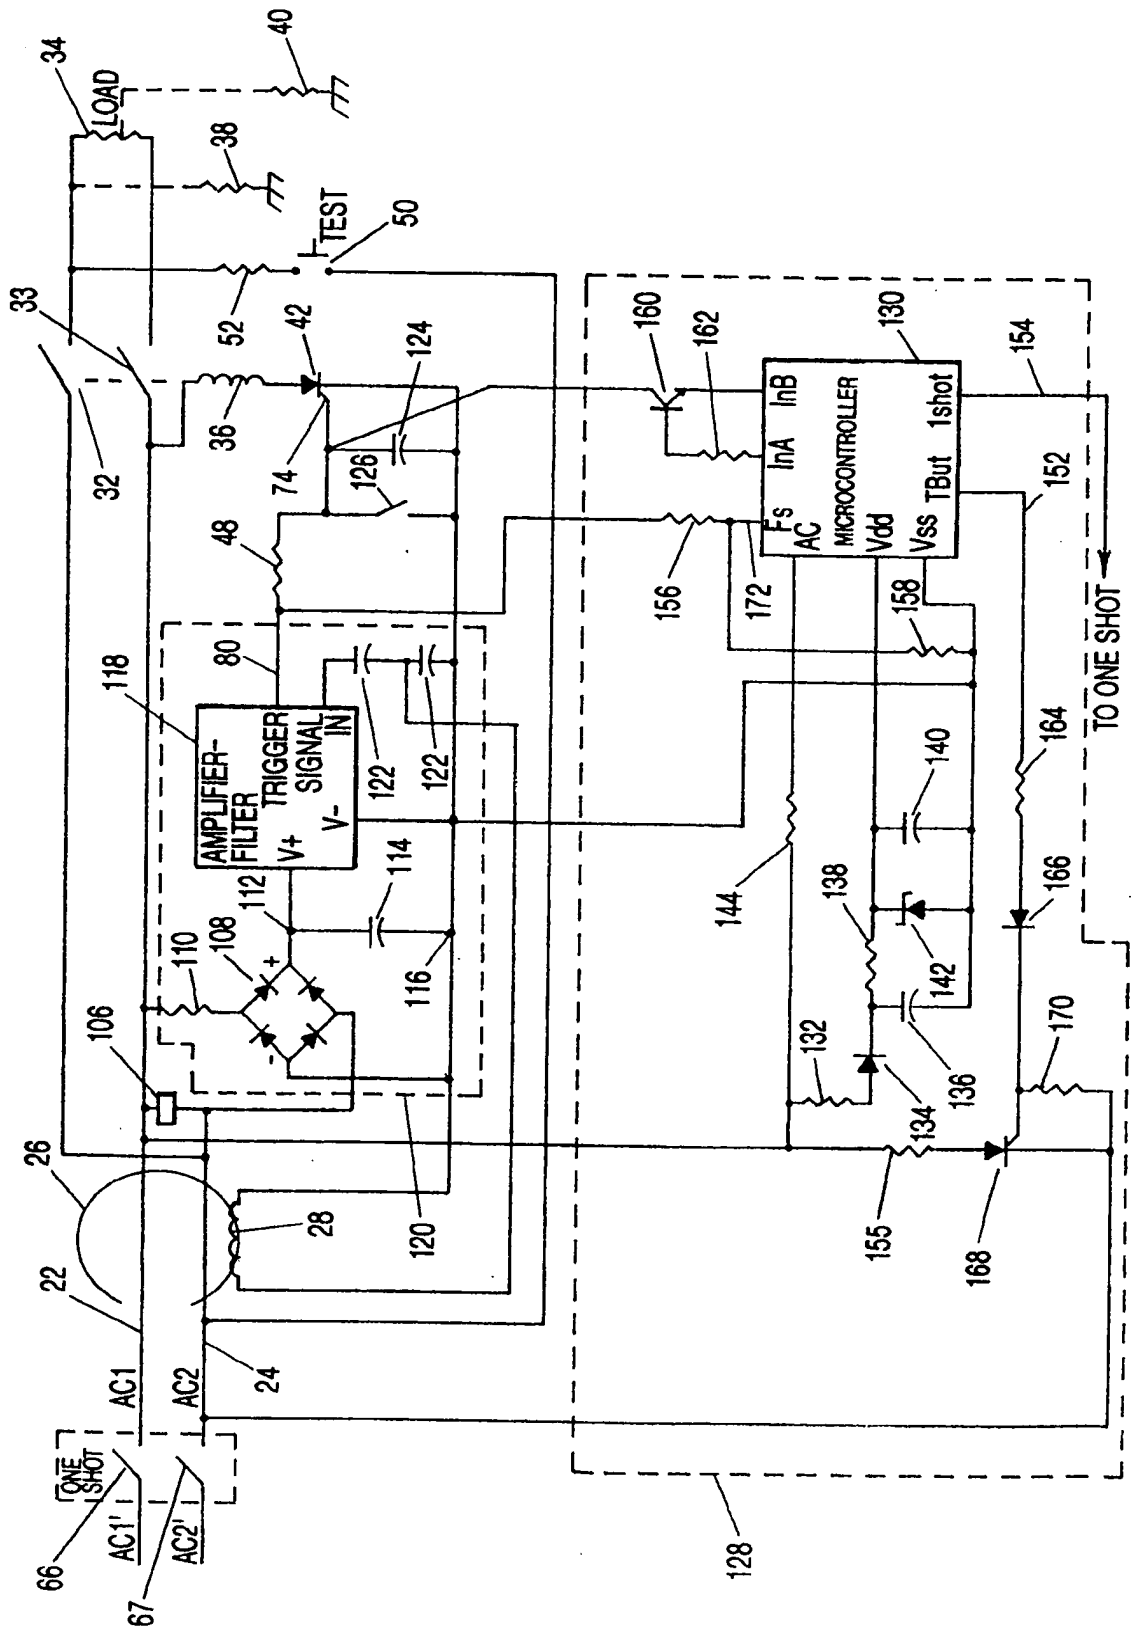 66
26
22
33
34
ONE
SHOT
106
118
32
LOAD
AC1'
AC1
67
AC2'
AC2
110
108
+
-
AMPLIFIER-
FILTER
TRIGGER
SIGNAL
IN
V+
V-
80
48
36
52
38
40
24
28
112
114
116
122
122
74
126
42
124
TEST
50
120
128
144
156
172
162
160
132
138
134
136
142
140
158
Fs
InA
InB
AC
MICROCONTROLLER
Vdd
Vss
TBut
1shot
130
155
168
170
166
164
152
154
TO ONE SHOT